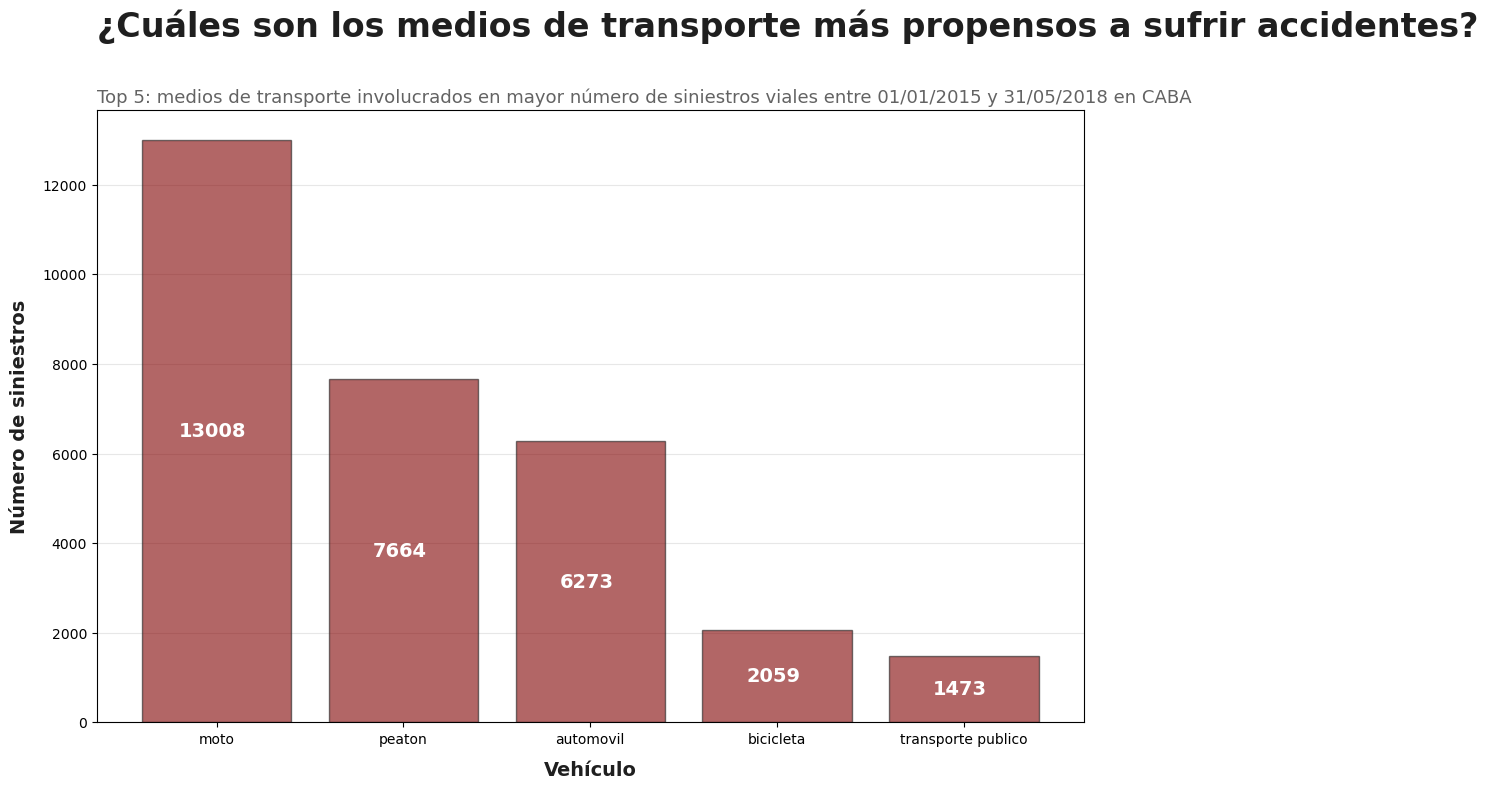 ¿Cuáles son los medios de transporte más propensos a sufrir accidentes?
Top 5: medios de transporte involucrados en mayor número de siniestros viales entre 01/01/2015 y 31/05/2018 en CABA
Número de siniestros
12000
10000
8000
6000
4000
2000
0
13008
7664
6273
2059
1473
moto
peaton
automovil
bicicleta
transporte publico
Vehículo